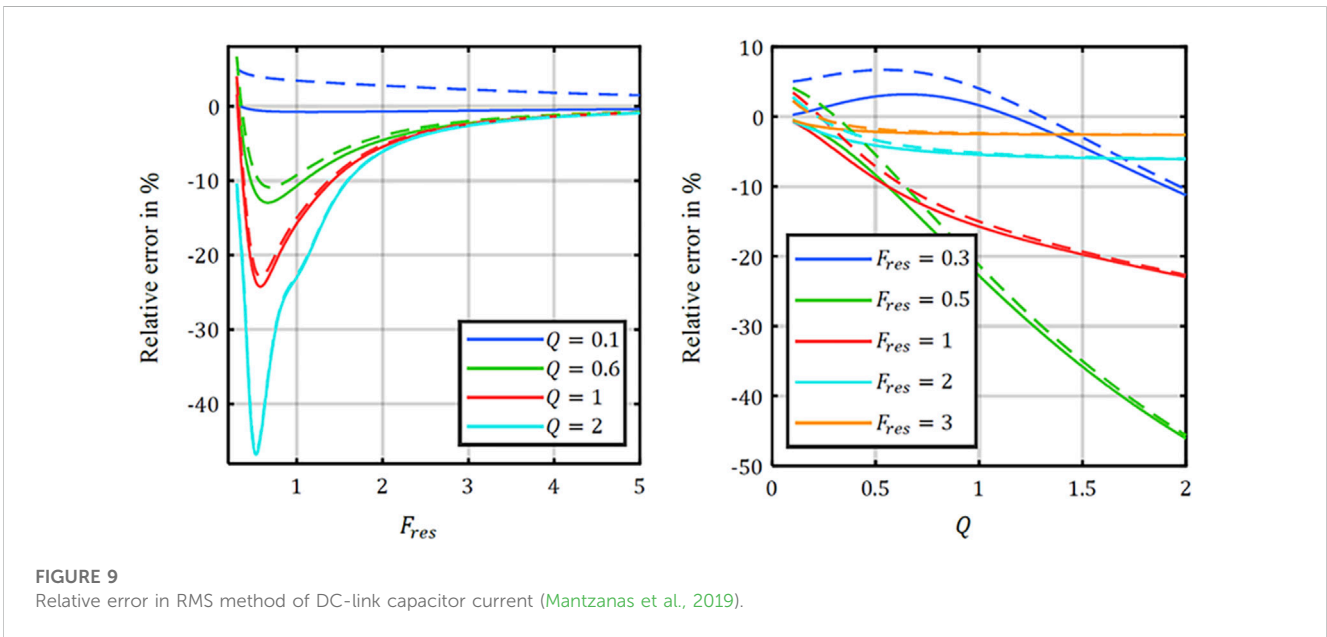 0
-10
-20
-30
-40
Relative error in %
1
2
3
4
5
F_res
Q = 0.1
Q = 0.6
Q = 1
Q = 2
10
0
-10
-20
-30
-40
-50
Relative error in %
0
0.5
1
1.5
2
Q
F_res = 0.3
F_res = 0.5
F_res = 1
F_res = 2
F_res = 3
FIGURE 9
Relative error in RMS method of DC-link capacitor current (Mantzanas et al., 2019).